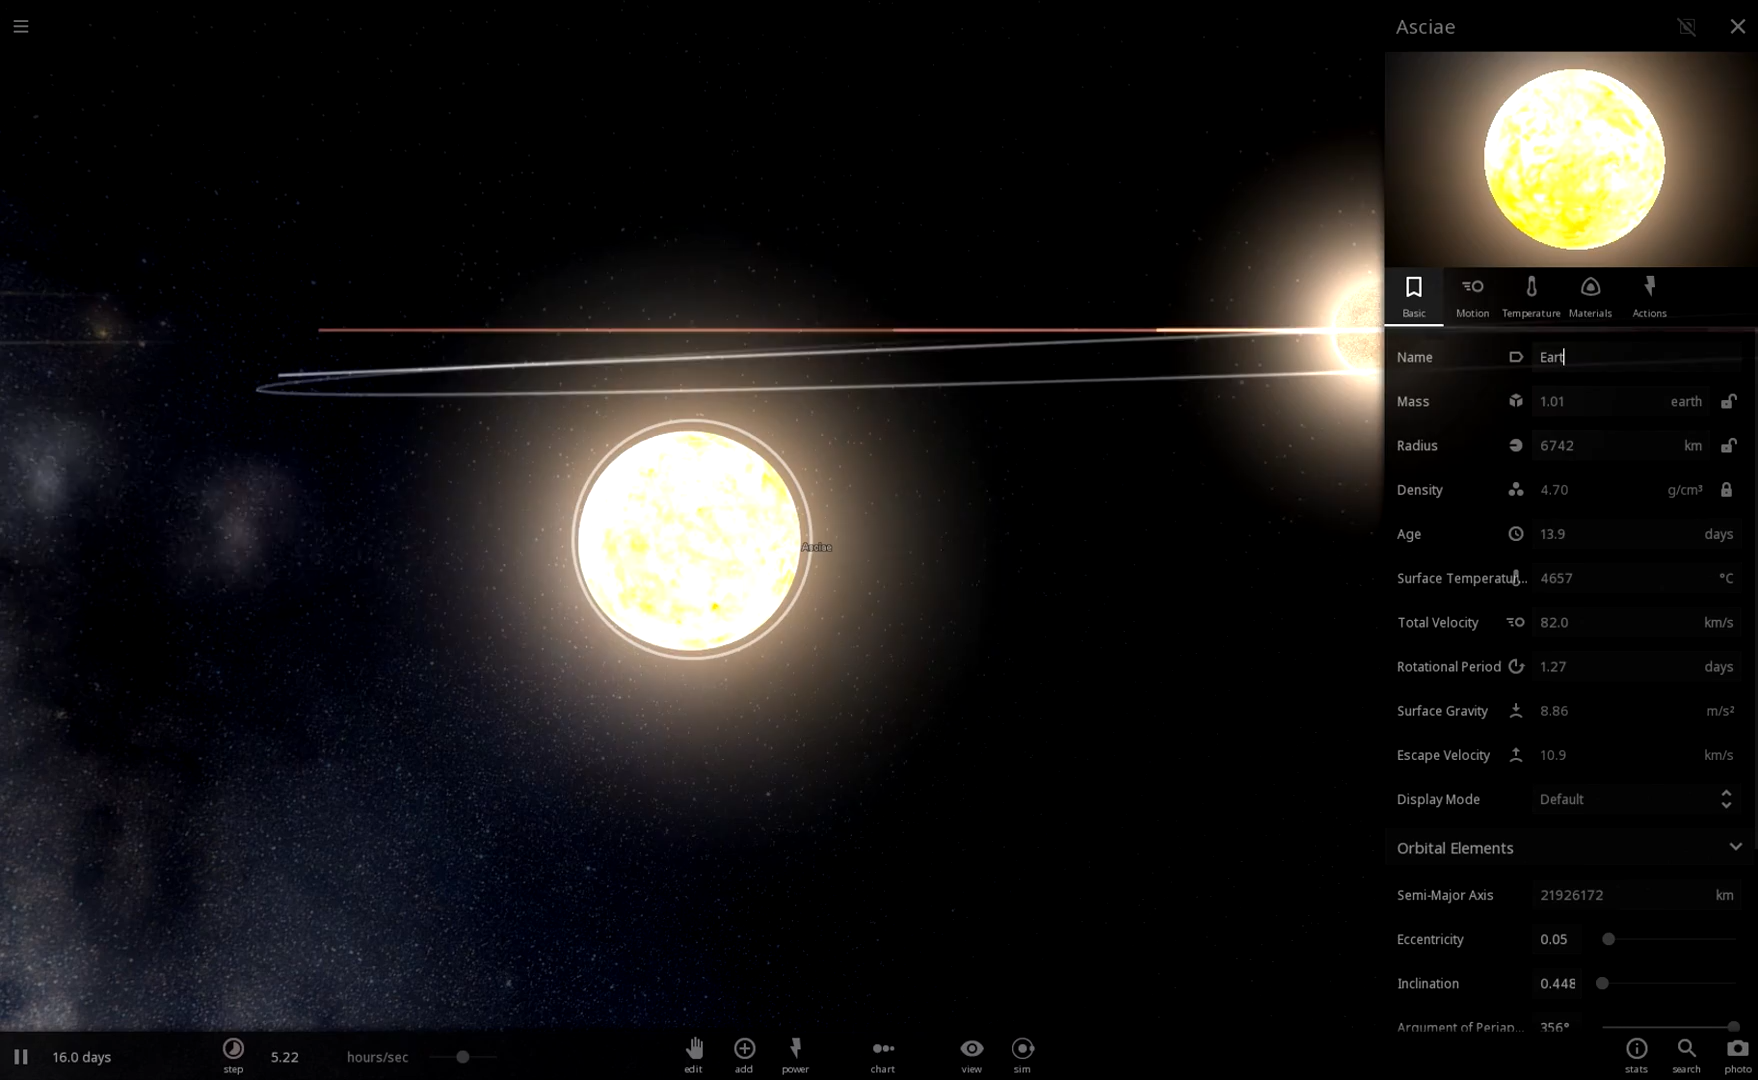 Asciae
Basic
Motion
Temperature
Materials
Actions
Name Eart
Mass 1.01 earth
Radius 6742 km
Density 4.70 g/cm³
Age 13.9 days
Surface Temperatur... 4657 °C
Total Velocity 82.0 km/s
Rotational Period 1.27 days
Surface Gravity 8.86 m/s²
Escape Velocity 10.9 km/s
Display Mode Default
Orbital Elements
Semi-Major Axis 21926172 km
Eccentricity 0.05
Inclination 0.448
Argument of Periap... 356°
Asciae
16.0 days
step
5.22 hours/sec
edit
add
power
chart
view
sim
stats
search
photo